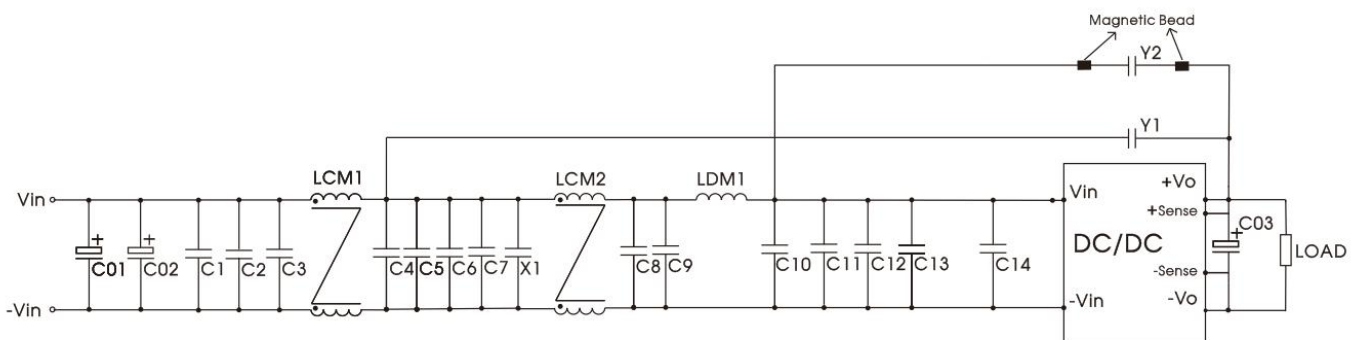 Magnetic Bead
Y2
Y1
LCM1
LCM2
LDM1
Vin
Vin
+Vo
+Sense
+
C03
DC/DC
LOAD
+
C01
+
C02
C1
C2
C3
C4
C5
C6
C7
X1
C8
C9
C10
C11
C12
C13
C14
-Sense
-Vin
-Vin
-Vo